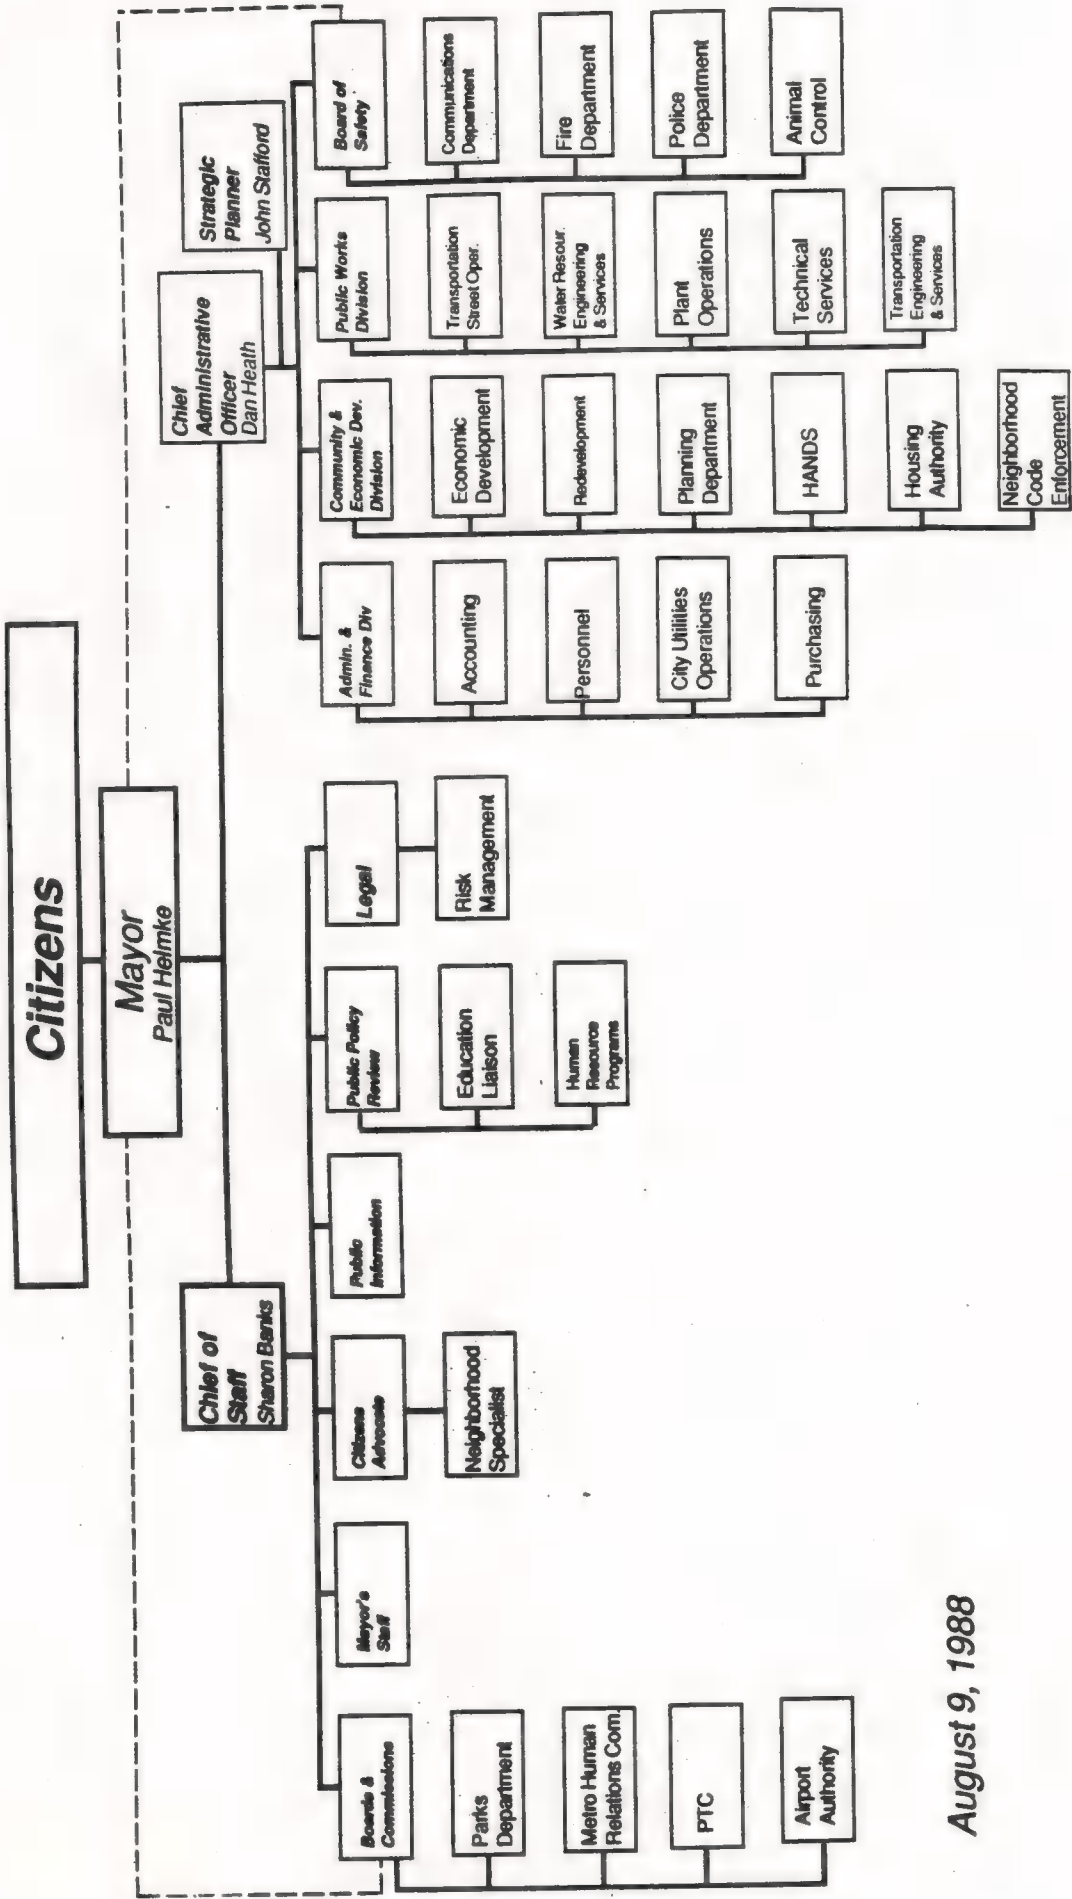 Citizens
Mayor
Paul Helmke
Chief of
Staff
Sharon Banks
Chief
Administrative
Officer
Dan Heath
Strategic
Planner
John Stafford
Boards &
Commissions
Parks
Department
Metro Human
Relations Com.
PTC
Airport
Authority
Mayor's
Staff
Citizens
Advocate
Neighborhood
Specialist
Public
Information
Public Policy
Review
Education
Liaison
Human
Resource
Programs
Legal
Risk
Management
Admin. &
Finance Div
Accounting
Personnel
City Utilities
Operations
Purchasing
Community &
Economic Dev.
Division
Economic
Development
Redevelopment
Planning
Department
HANDS
Housing
Authority
Neighborhood
Code
Enforcement
Public Works
Division
Transportation
Street Oper.
Water Resour.
Engineering
& Services
Plant
Operations
Technical
Services
Transportation
Engineering
& Services
Board of
Safety
Communications
Department
Fire
Department
Police
Department
Animal
Control
August 9, 1988